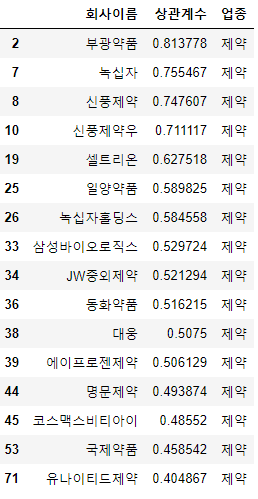 회사이름 상관계수 업종
2 부광약품 0.813778 제약
7 녹십자 0.755467 제약
8 신풍제약 0.747607 제약
10 신풍제약우 0.711117 제약
19 셀트리온 0.627518 제약
25 일양약품 0.589825 제약
26 녹십자홀딩스 0.584558 제약
33 삼성바이오로직스 0.529724 제약
34 JW중외제약 0.521294 제약
36 동화약품 0.516215 제약
38 대웅 0.5075 제약
39 에이프로젠제약 0.506129 제약
44 명문제약 0.493874 제약
45 코스맥스비티아이 0.48552 제약
53 국제약품 0.458542 제약
71 유나이티드제약 0.404867 제약